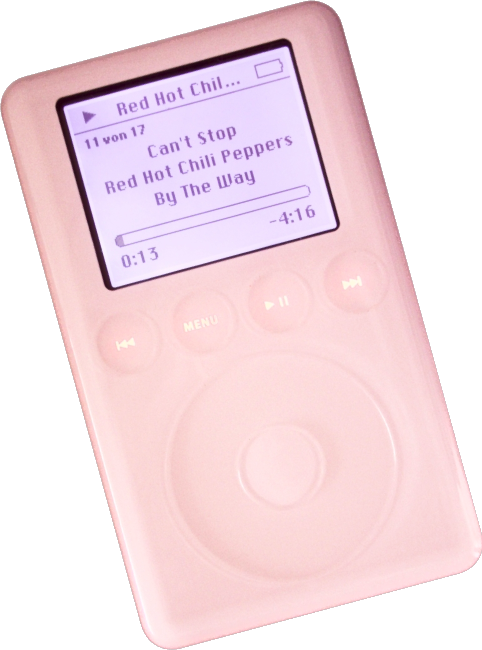 Red Hot Chil...
11 von 17
Can't Stop
Red Hot Chili Peppers
By The Way
0:13 -4:16
MENU